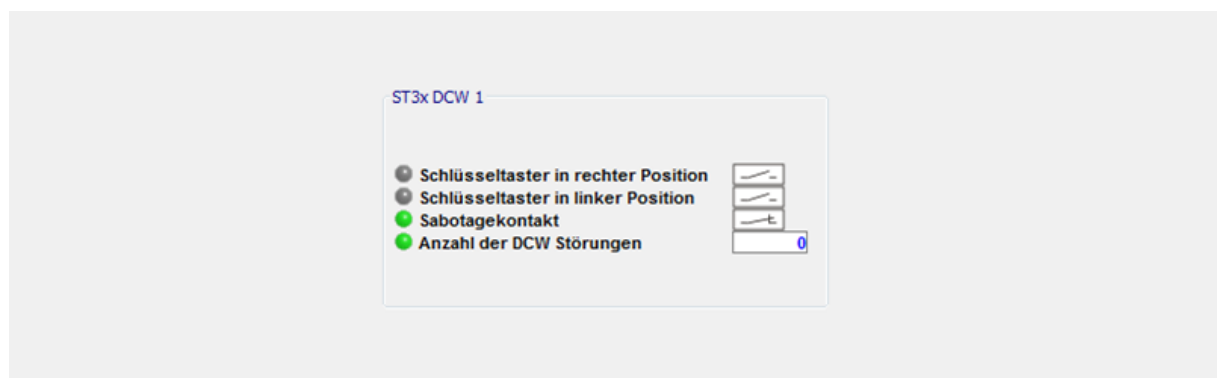 ST3x DCW 1
Schlüsseltaster in rechter Position
Schlüsseltaster in linker Position
Sabotagekontakt
Anzahl der DCW Störungen 0